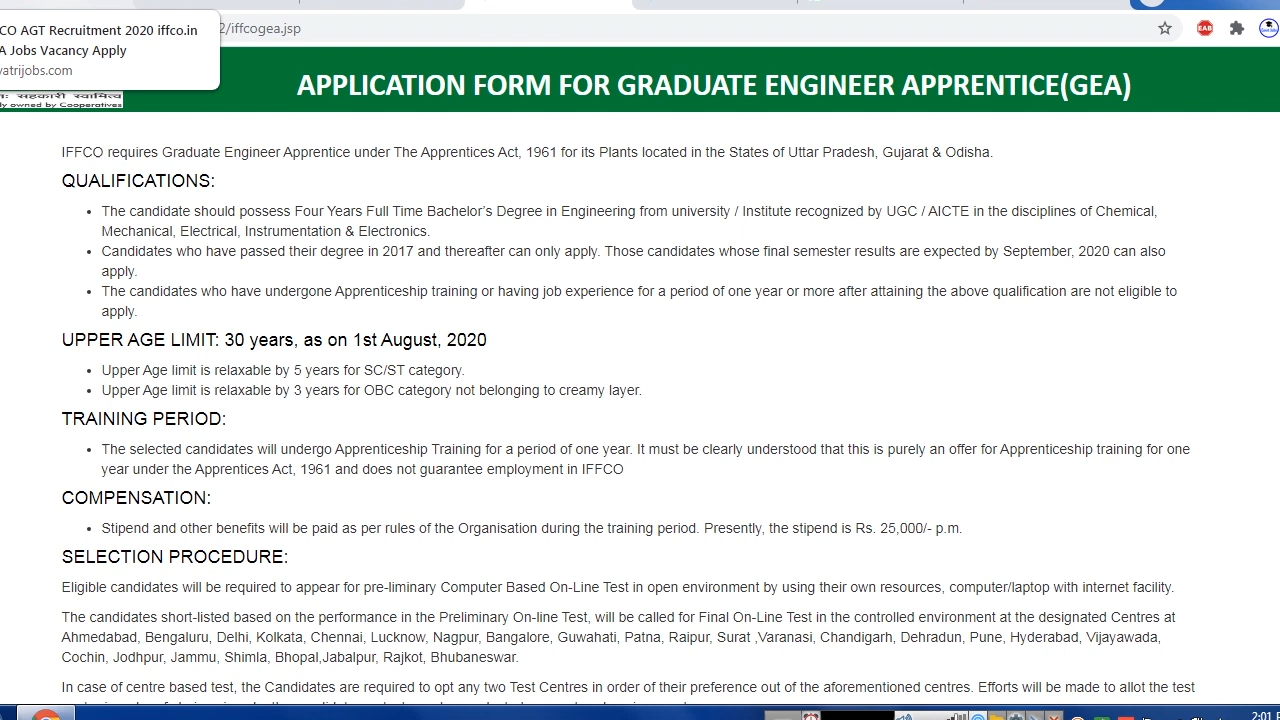 CO AGT Recruitment 2020 iffco.in
A Jobs Vacancy Apply
vatrijobs.com
2/iffcogea.jsp
EAB
सहकारी स्वामित्व
owned by Cooperatives
APPLICATION FORM FOR GRADUATE ENGINEER APPRENTICE(GEA)
IFFCO requires Graduate Engineer Apprentice under The Apprentices Act, 1961 for its Plants located in the States of Uttar Pradesh, Gujarat & Odisha.
QUALIFICATIONS:
• The candidate should possess Four Years Full Time Bachelor's Degree in Engineering from university / Institute recognized by UGC / AICTE in the disciplines of Chemical,
Mechanical, Electrical, Instrumentation & Electronics.
• Candidates who have passed their degree in 2017 and thereafter can only apply. Those candidates whose final semester results are expected by September, 2020 can also
apply.
• The candidates who have undergone Apprenticeship training or having job experience for a period of one year or more after attaining the above qualification are not eligible to
apply.
UPPER AGE LIMIT: 30 years, as on 1st August, 2020
• Upper Age limit is relaxable by 5 years for SC/ST category.
• Upper Age limit is relaxable by 3 years for OBC category not belonging to creamy layer.
TRAINING PERIOD:
• The selected candidates will undergo Apprenticeship Training for a period of one year. It must be clearly understood that this is purely an offer for Apprenticeship training for one
year under the Apprentices Act, 1961 and does not guarantee employment in IFFCO
COMPENSATION:
• Stipend and other benefits will be paid as per rules of the Organisation during the training period. Presently, the stipend is Rs. 25,000/- p.m.
SELECTION PROCEDURE:
Eligible candidates will be required to appear for pre-liminary Computer Based On-Line Test in open environment by using their own resources, computer/laptop with internet facility.
The candidates short-listed based on the performance in the Preliminary On-line Test, will be called for Final On-Line Test in the controlled environment at the designated Centres at
Ahmedabad, Bengaluru, Delhi, Kolkata, Chennai, Lucknow, Nagpur, Bangalore, Guwahati, Patna, Raipur, Surat ,Varanasi, Chandigarh, Dehradun, Pune, Hyderabad, Vijayawada,
Cochin, Jodhpur, Jammu, Shimla, Bhopal,Jabalpur, Rajkot, Bhubaneswar.
In case of centre based test, the Candidates are required to opt any two Test Centres in order of their preference out of the aforementioned centres. Efforts will be made to allot the test
2:01